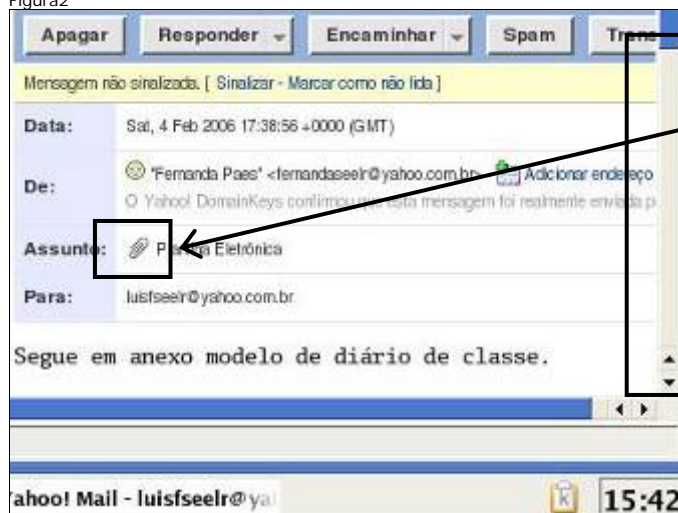 Figura2
Apagar Responder Encaminhar Spam
Mensagem não sinalizada. [ Sinalizar - Marcar como não lida ]
Data: Sat, 4 Feb 2006 17:38:56 +0000 (GMT)
De: "Fernanda Paes" <fernandaseelr@yahoo.com.br> Adicionar endereço
O Yahoo! DomainKeys confirmou que esta mensagem foi realmente enviada p
Assunto: Eletrônica
Para: luisfseelr@yahoo.com.br
Segue em anexo modelo de diário de classe.
ahoo! Mail - luisfseelr@ya
15:42